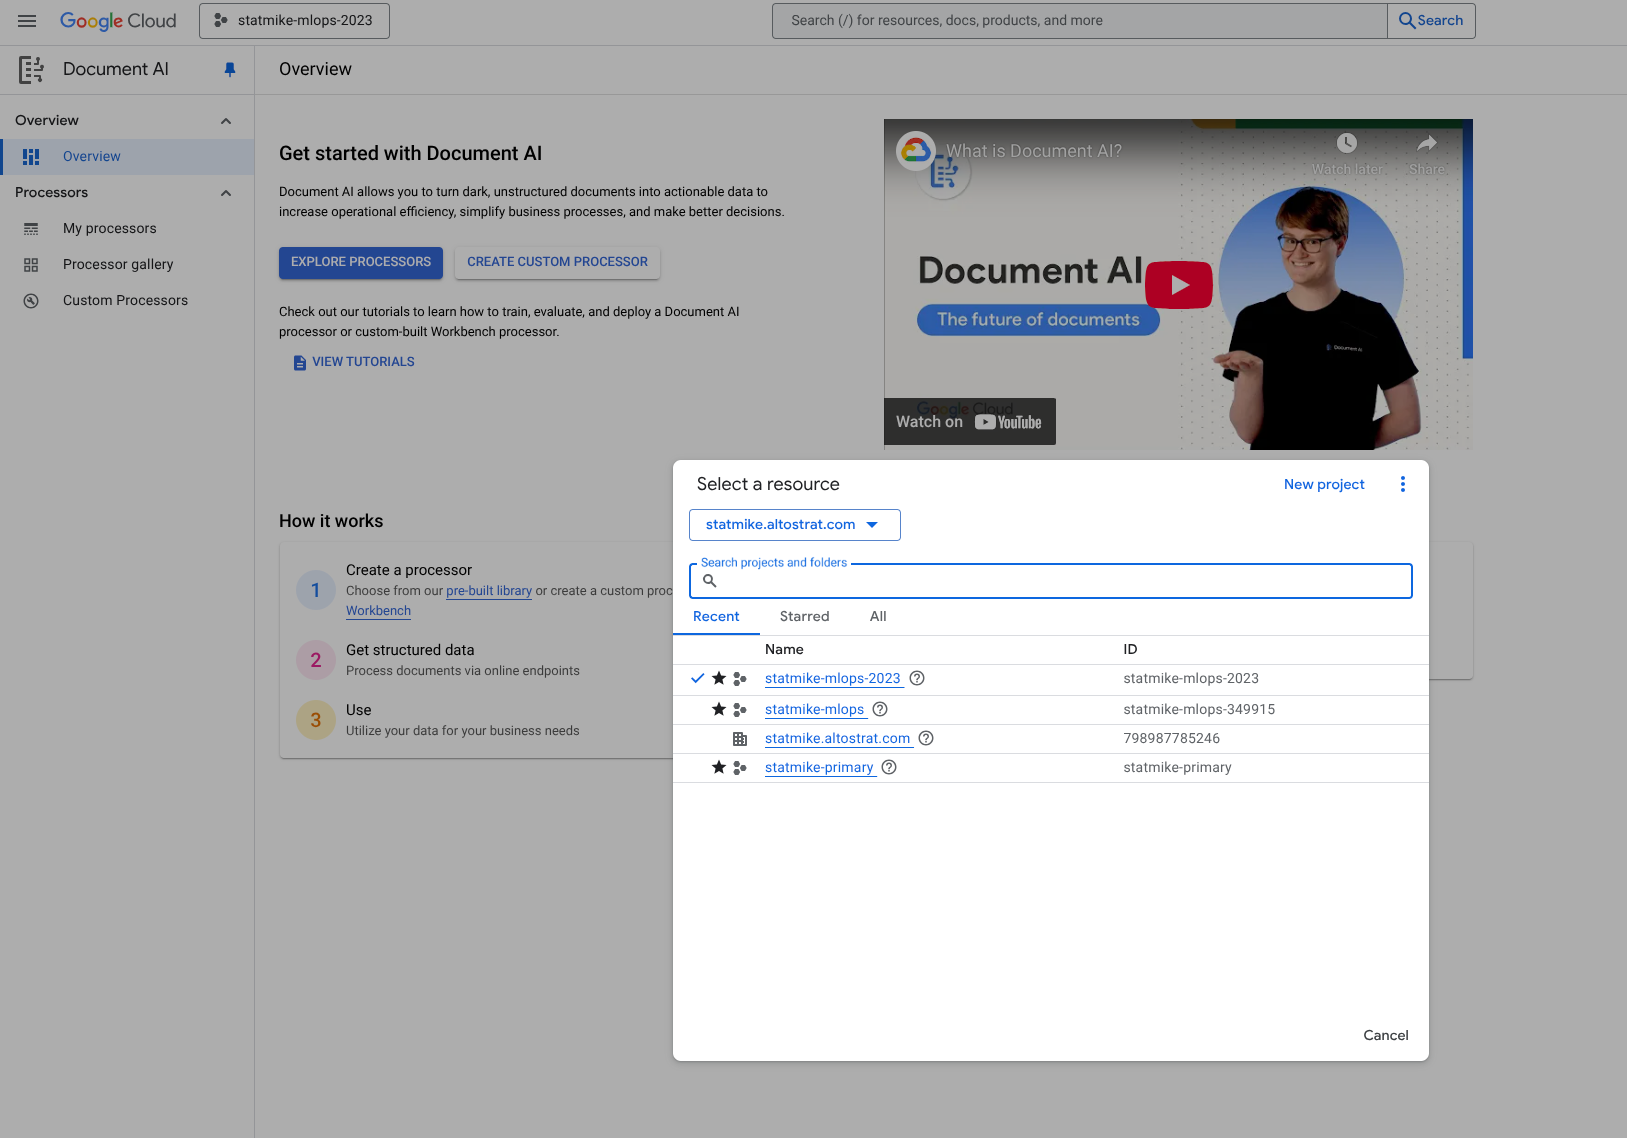 Google Cloud
statmike-mlops-2023
Search (/) for resources, docs, products, and more
Search
Document AI
Overview
Overview
Overview
Processors
My processors
Processor gallery
Custom Processors
Get started with Document AI
Document AI allows you to turn dark, unstructured documents into actionable data to
increase operational efficiency, simplify business processes, and make better decisions.
EXPLORE PROCESSORS
CREATE CUSTOM PROCESSOR
Check out our tutorials to learn how to train, evaluate, and deploy a Document AI
processor or custom-built Workbench processor.
VIEW TUTORIALS
What is Document AI?
Watch later
Share
Document AI
The future of documents
Document AI
Google Cloud
Watch on YouTube
How it works
1
Create a processor
Choose from our pre-built library or create a custom proc
Workbench
2
Get structured data
Process documents via online endpoints
3
Use
Utilize your data for your business needs
Select a resource
New project
statmike.altostrat.com
Search projects and folders
Recent
Starred
All
Name ID
statmike-mlops-2023 statmike-mlops-2023
statmike-mlops statmike-mlops-349915
statmike.altostrat.com 798987785246
statmike-primary statmike-primary
Cancel